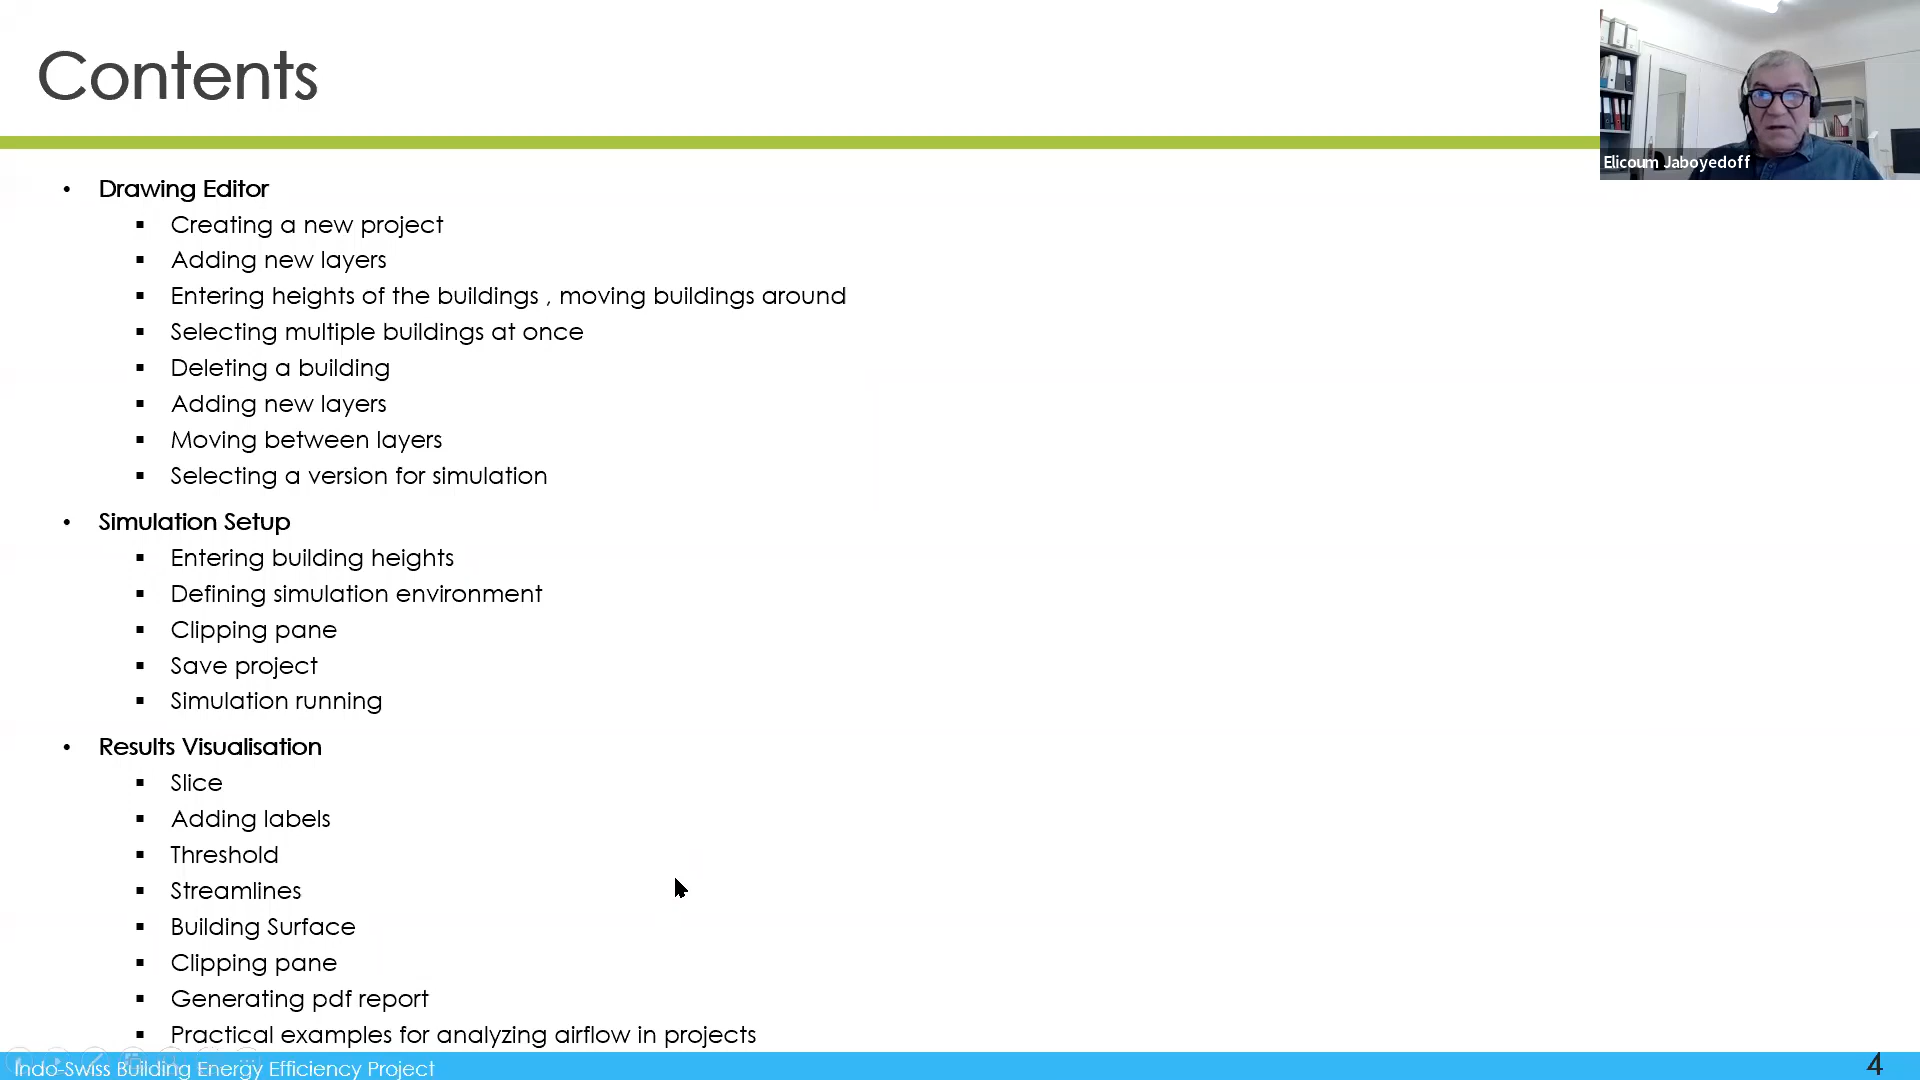 Contents
Elicoum Jaboyedoff
• Drawing Editor
▪ Creating a new project
▪ Adding new layers
▪ Entering heights of the buildings , moving buildings around
▪ Selecting multiple buildings at once
▪ Deleting a building
▪ Adding new layers
▪ Moving between layers
▪ Selecting a version for simulation
• Simulation Setup
▪ Entering building heights
▪ Defining simulation environment
▪ Clipping pane
▪ Save project
▪ Simulation running
• Results Visualisation
▪ Slice
▪ Adding labels
▪ Threshold
▪ Streamlines
▪ Building Surface
▪ Clipping pane
▪ Generating pdf report
▪ Practical examples for analyzing airflow in projects
Indo-Swiss Building Energy Efficiency Project
4